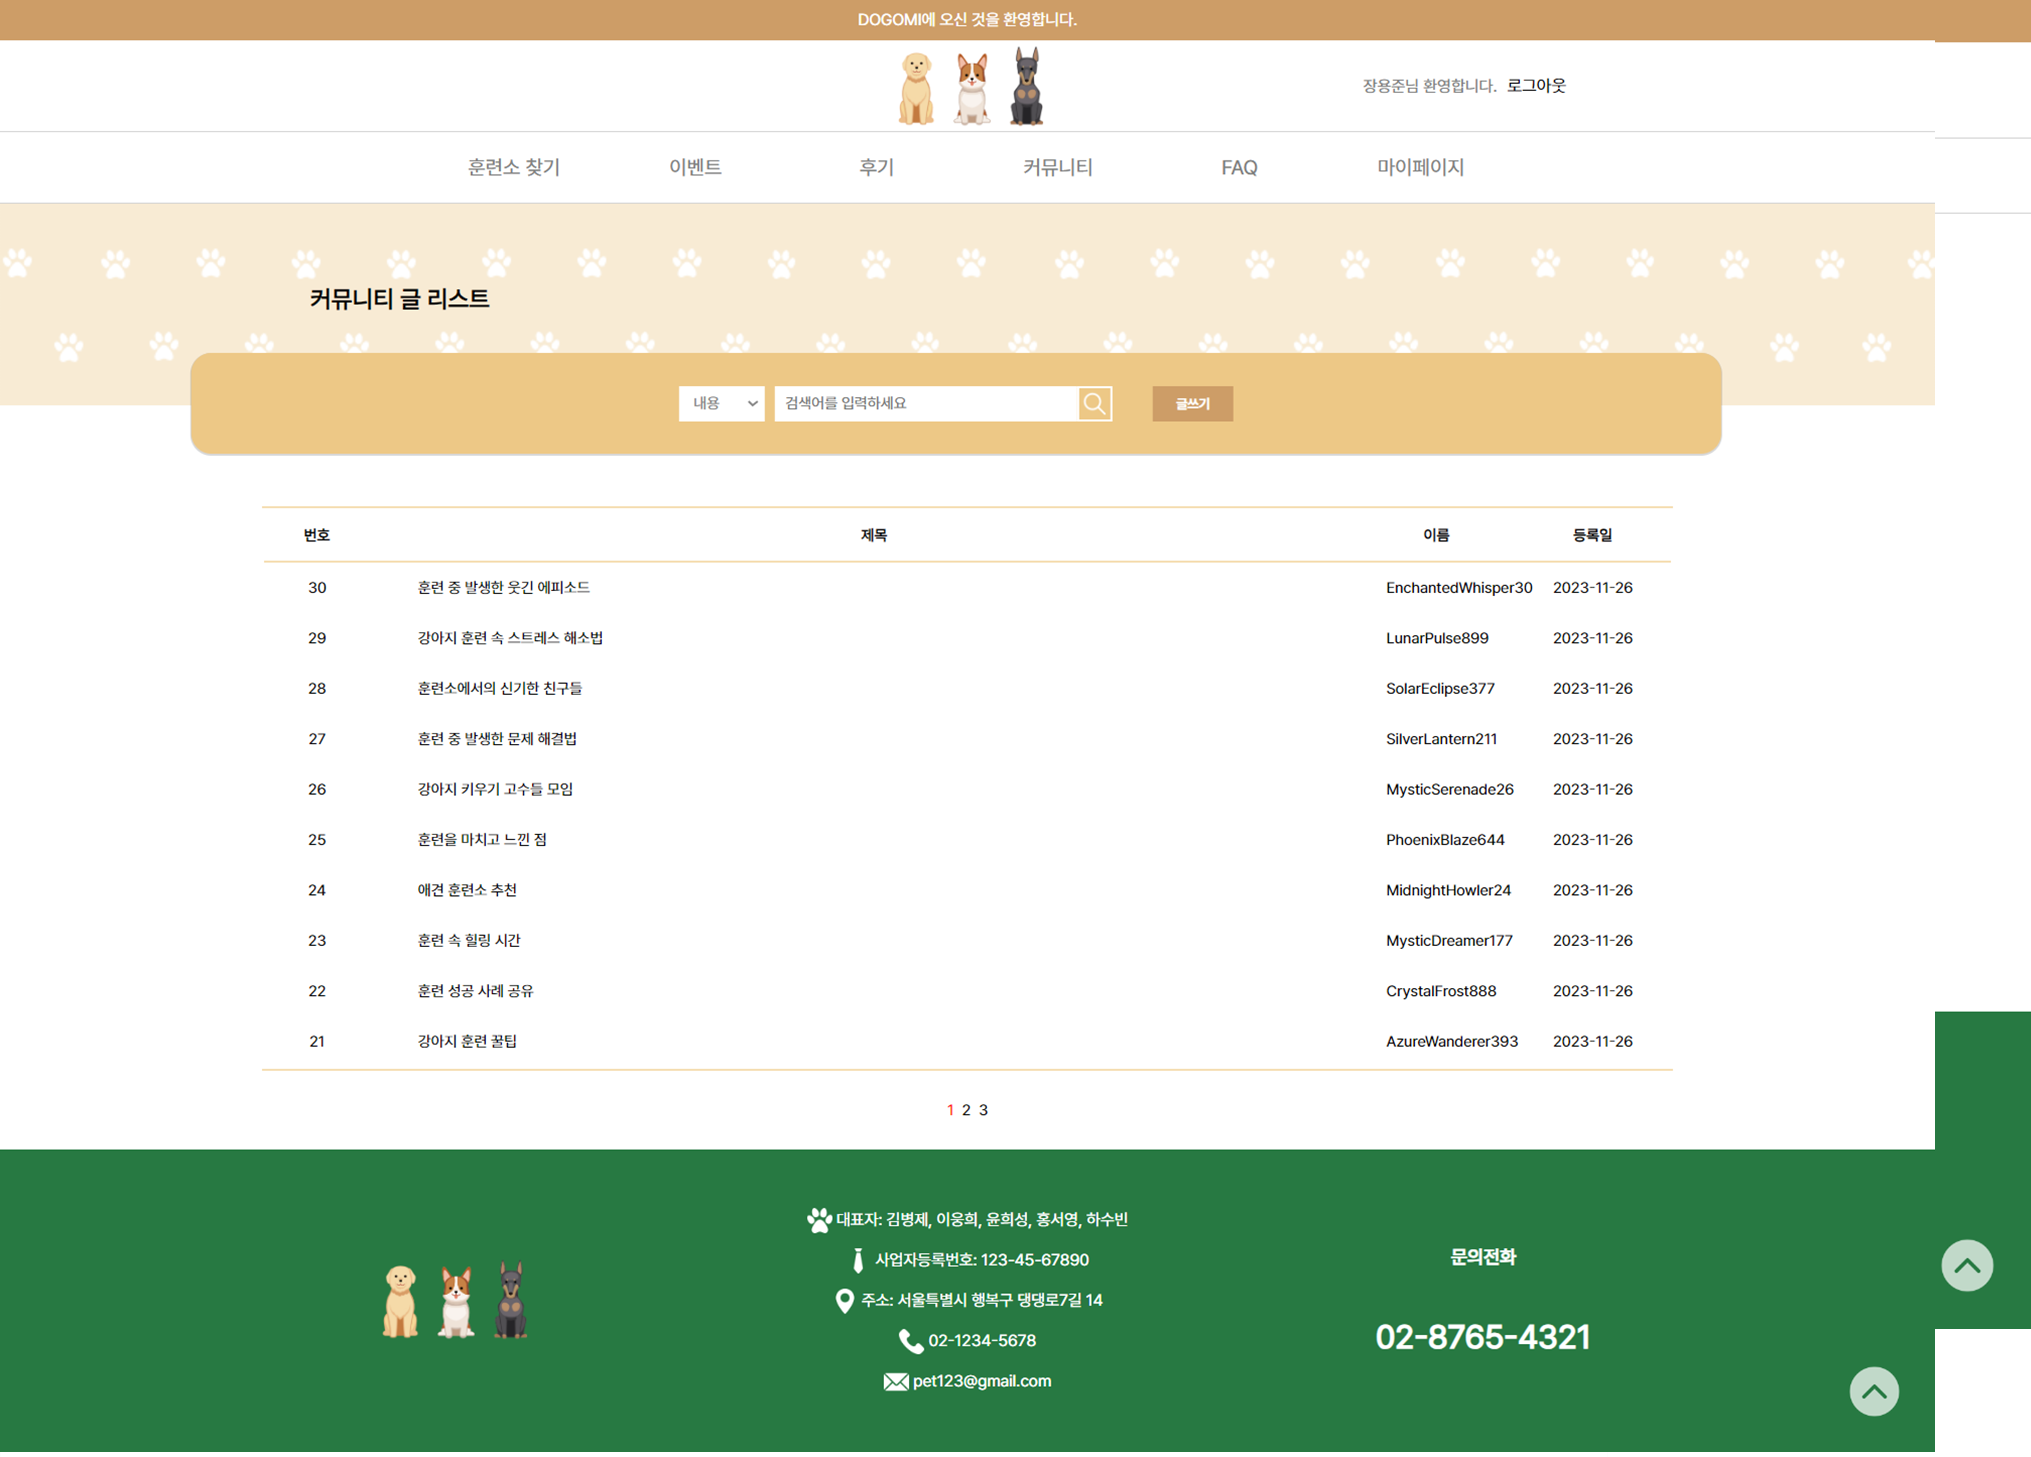 DOGOMI에 오신 것을 환영합니다.
장용준님 환영합니다. 로그아웃
훈련소 찾기 이벤트 후기 커뮤니티 FAQ 마이페이지
커뮤니티 글 리스트
내용 검색어를 입력하세요 글쓰기
번호 제목 이름 등록일
30 훈련 중 발생한 웃긴 에피소드 EnchantedWhisper30 2023-11-26
29 강아지 훈련 속 스트레스 해소법 LunarPulse899 2023-11-26
28 훈련소에서의 신기한 친구들 SolarEclipse377 2023-11-26
27 훈련 중 발생한 문제 해결법 SilverLantern211 2023-11-26
26 강아지 키우기 고수들 모임 MysticSerenade26 2023-11-26
25 훈련을 마치고 느낀 점 PhoenixBlaze644 2023-11-26
24 애견 훈련소 추천 MidnightHowler24 2023-11-26
23 훈련 속 힐링 시간 MysticDreamer177 2023-11-26
22 훈련 성공 사례 공유 CrystalFrost888 2023-11-26
21 강아지 훈련 꿀팁 AzureWanderer393 2023-11-26
1 2 3
대표자: 김병제, 이웅희, 윤희성, 홍서영, 하수빈
사업자등록번호: 123-45-67890
주소: 서울특별시 행복구 댕댕로7길 14
02-1234-5678
pet123@gmail.com
문의전화
02-8765-4321